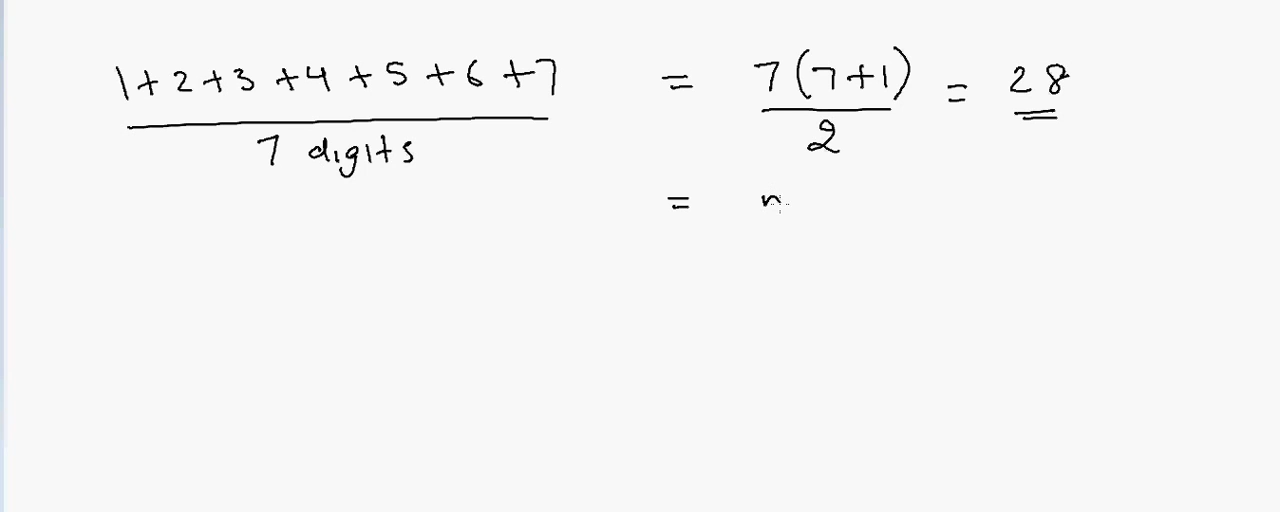 1+2+3+4+5+6+7 = 7(7+1) = 28
7 digits 2
= n